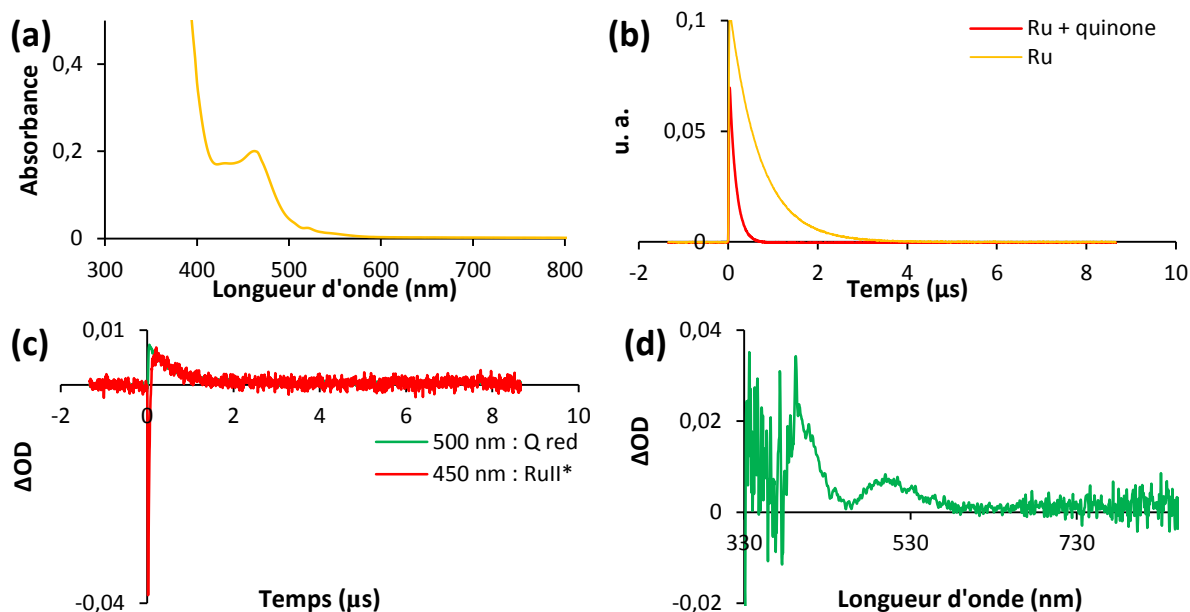 (a)
Absorbance
0,4
0,2
0
300 400 500 600 700 800
Longueur d'onde (nm)
(b)
u. a.
0,1
0,05
0
-2 0 2 4 6 8 10
Temps (µs)
Ru + quinone
Ru
(c)
ΔOD
0,01
-0,04
-2 0 2 4 6 8 10
500 nm : Q red
450 nm : RuII*
Temps (µs)
(d)
ΔOD
0,04
0,02
0
-0,02
330 530 730
Longueur d'onde (nm)